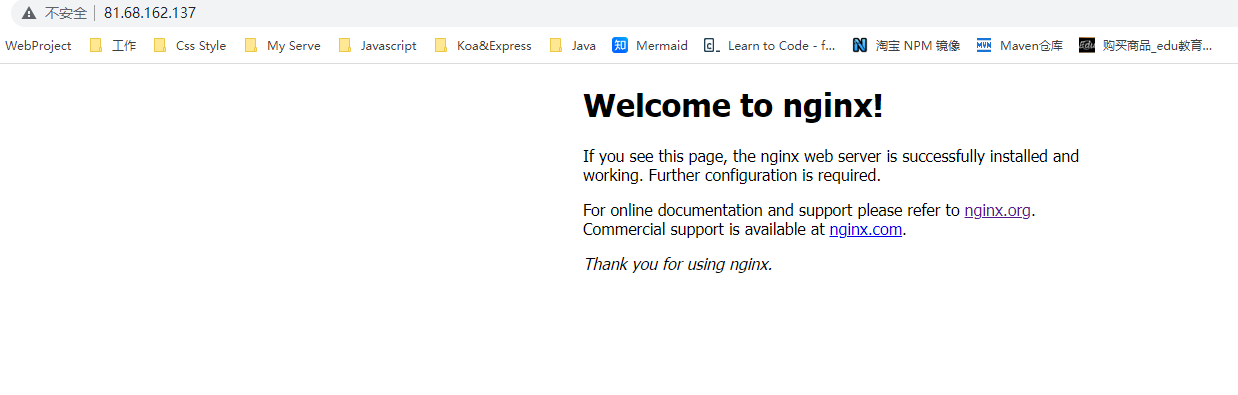 不安全 81.68.162.137
WebProject 工作 Css Style My Serve Javascript Koa&Express Java 知 Mermaid Learn to Code - f... N 淘宝 NPM 镜像 MVN Maven仓库 Edu 购买商品_edu教育...
Welcome to nginx!
If you see this page, the nginx web server is successfully installed and
working. Further configuration is required.
For online documentation and support please refer to nginx.org.
Commercial support is available at nginx.com.
Thank you for using nginx.